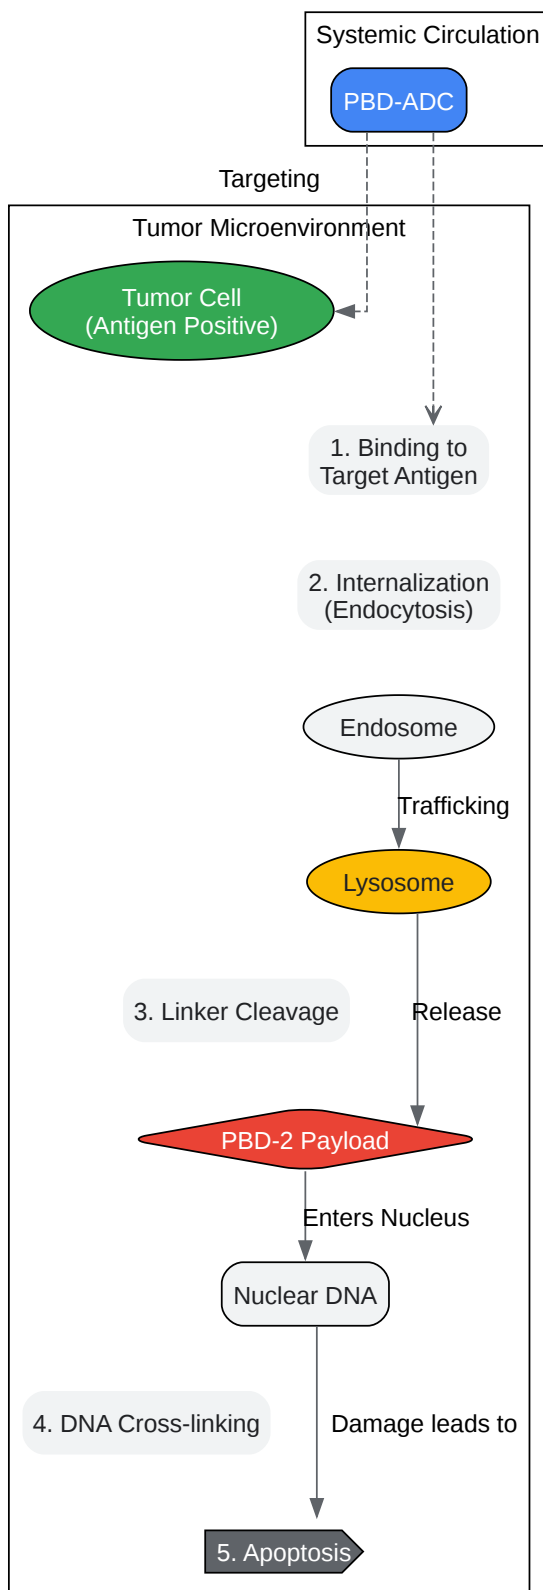 Systemic Circulation
PBD-ADC
Targeting
Tumor Microenvironment
Tumor Cell
(Antigen Positive)
1. Binding to
Target Antigen
2. Internalization
(Endocytosis)
Endosome
Trafficking
Lysosome
3. Linker Cleavage
Release
PBD-2 Payload
Enters Nucleus
Nuclear DNA
4. DNA Cross-linking
Damage leads to
5. Apoptosis